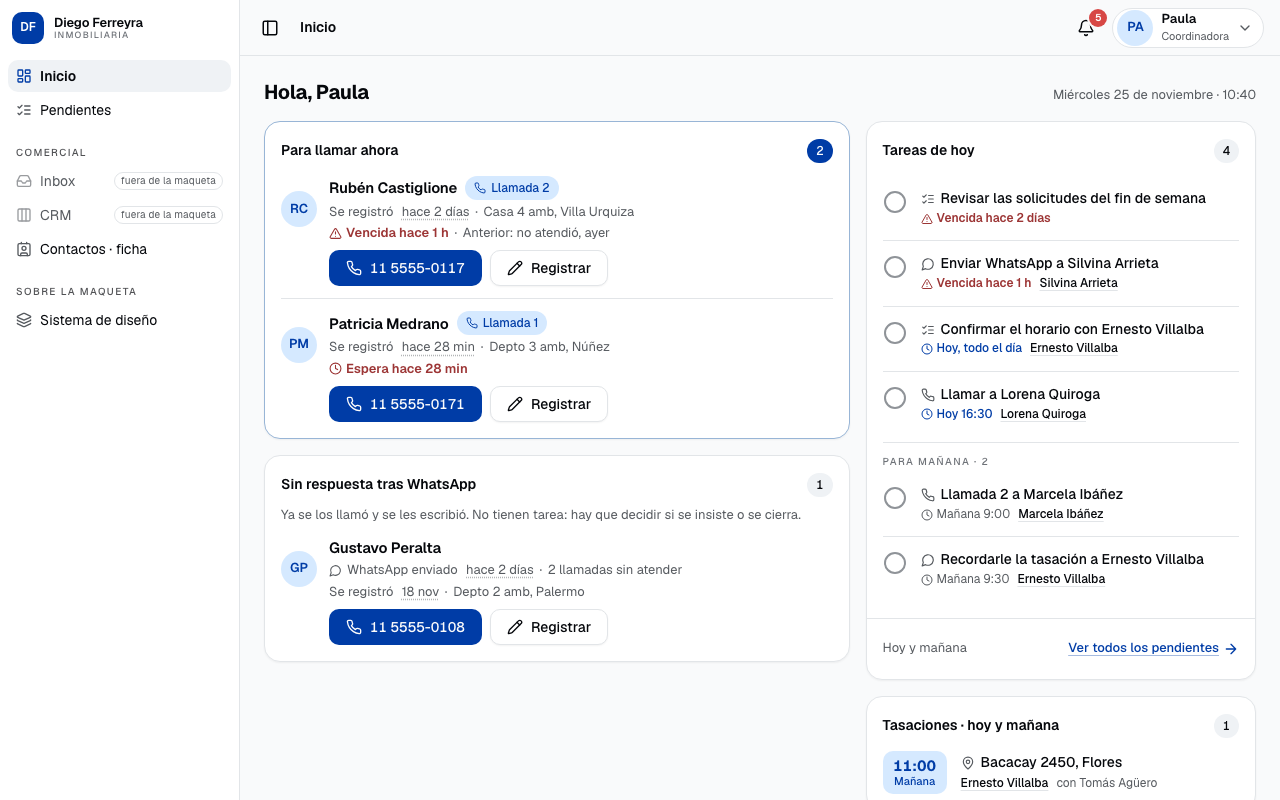 DF
Diego Ferreyra
INMOBILIARIA
Inicio
Pendientes
COMERCIAL
Inbox
fuera de la maqueta
CRM
fuera de la maqueta
Contactos · ficha
SOBRE LA MAQUETA
Sistema de diseño
Inicio
5
PA
Paula
Coordinadora
Hola, Paula
Miércoles 25 de noviembre · 10:40
Para llamar ahora
2
RC
Rubén Castiglione
Llamada 2
Se registró hace 2 días · Casa 4 amb, Villa Urquiza
Vencida hace 1 h · Anterior: no atendió, ayer
11 5555-0117
Registrar
PM
Patricia Medrano
Llamada 1
Se registró hace 28 min · Depto 3 amb, Núñez
Espera hace 28 min
11 5555-0171
Registrar
Sin respuesta tras WhatsApp
1
Ya se los llamó y se les escribió. No tienen tarea: hay que decidir si se insiste o se cierra.
GP
Gustavo Peralta
WhatsApp enviado hace 2 días · 2 llamadas sin atender
Se registró 18 nov · Depto 2 amb, Palermo
11 5555-0108
Registrar
Tareas de hoy
4
Revisar las solicitudes del fin de semana
Vencida hace 2 días
Enviar WhatsApp a Silvina Arrieta
Vencida hace 1 h Silvina Arrieta
Confirmar el horario con Ernesto Villalba
Hoy, todo el día Ernesto Villalba
Llamar a Lorena Quiroga
Hoy 16:30 Lorena Quiroga
PARA MAÑANA · 2
Llamada 2 a Marcela Ibáñez
Mañana 9:00 Marcela Ibáñez
Recordarle la tasación a Ernesto Villalba
Mañana 9:30 Ernesto Villalba
Hoy y mañana
Ver todos los pendientes
Tasaciones · hoy y mañana
1
11:00
Mañana
Bacacay 2450, Flores
Ernesto Villalba con Tomás Agüero